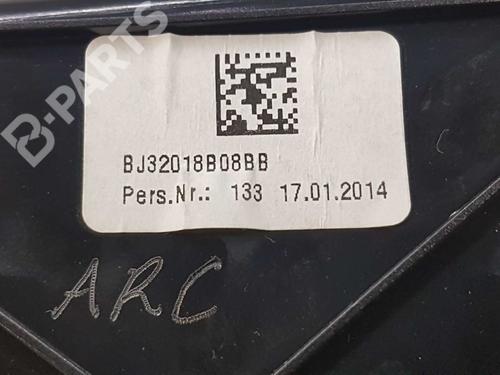 B-PARTS
BJ32018B08BB
Pers.Nr.: 133 17.01.2014
ARC